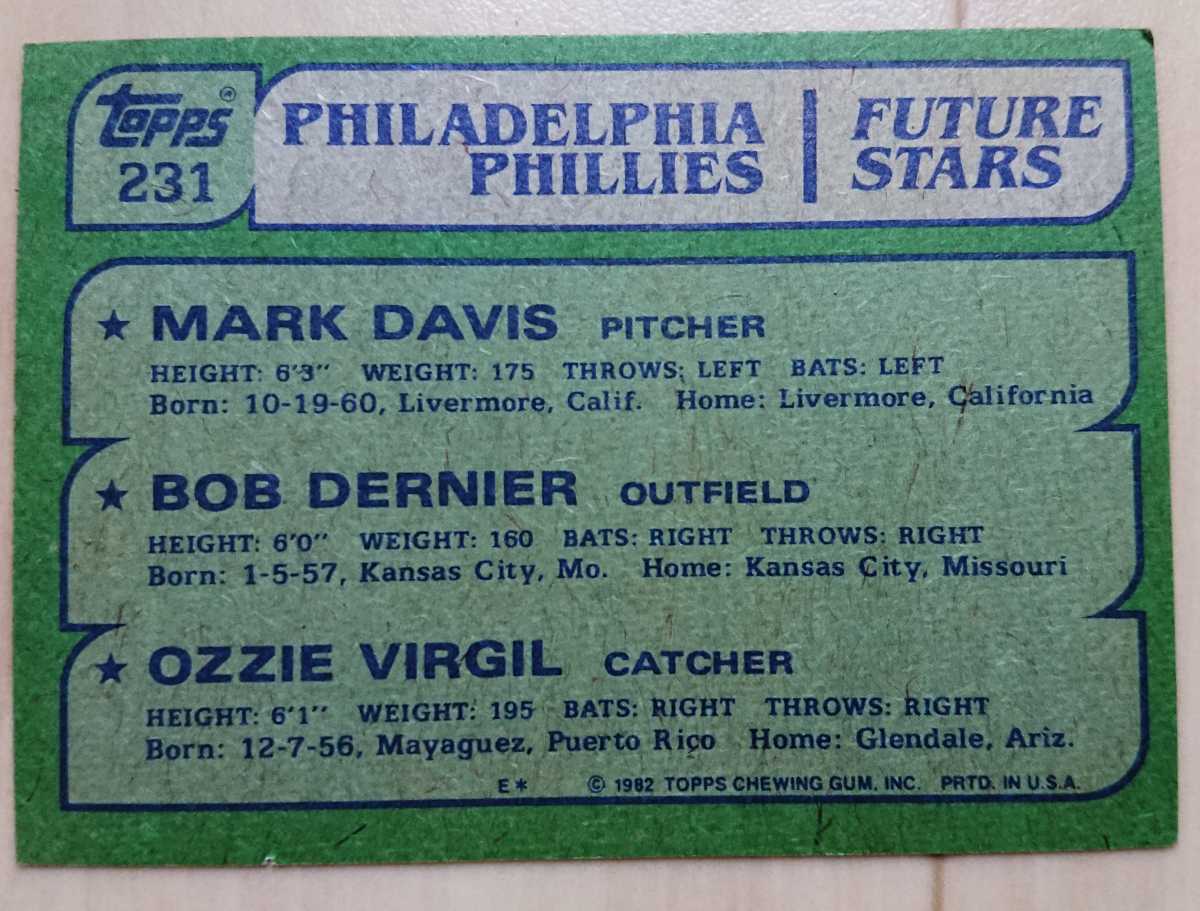 Topps®
231
PHILADELPHIA
PHILLIES
FUTURE
STARS
★ MARK DAVIS PITCHER
HEIGHT: 6'3" WEIGHT: 175 THROWS: LEFT BATS: LEFT
Born: 10-19-60, Livermore, Calif. Home: Livermore, California
★ BOB DERNIER OUTFIELD
HEIGHT: 6'0" WEIGHT: 160 BATS: RIGHT THROWS: RIGHT
Born: 1-5-57, Kansas City, Mo. Home: Kansas City, Missouri
★ OZZIE VIRGIL CATCHER
HEIGHT: 6'1" WEIGHT: 195 BATS: RIGHT THROWS: RIGHT
Born: 12-7-56, Mayaguez, Puerto Rico Home: Glendale, Ariz.
E* © 1982 TOPPS CHEWING GUM, INC. PRTD. IN U.S.A.